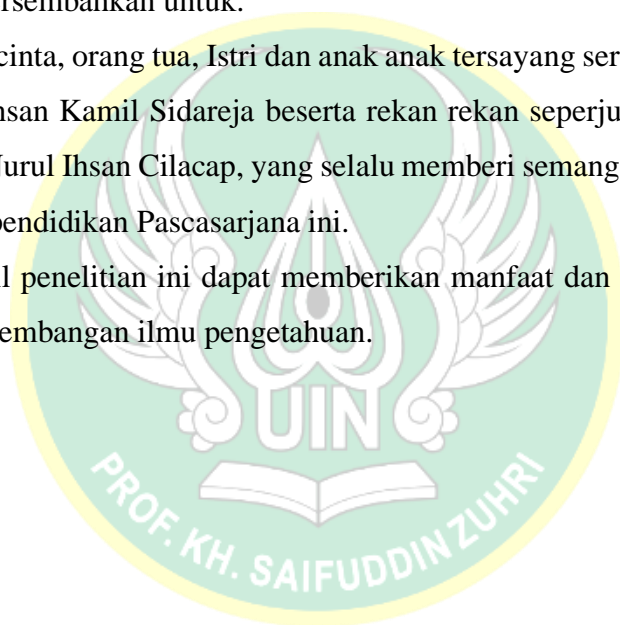 rsembahkan untuk.
cinta, orang tua, Istri dan anak anak tersayang ser
nsan Kamil Sidareja beserta rekan rekan seperju
Nurul Ihsan Cilacap, yang selalu memberi semang
pendidikan Pascasarjana ini.
l penelitian ini dapat memberikan manfaat dan
embangan ilmu pengetahuan.
UIN
PROF. KH. SAIFUDDIN ZUHRI